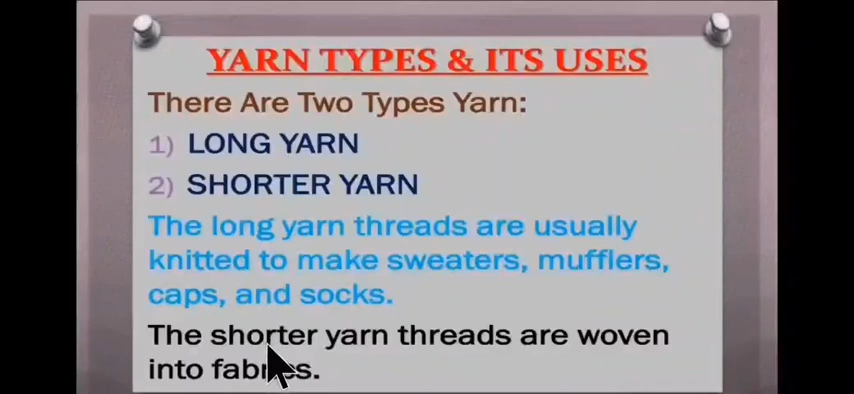 YARN TYPES & ITS USES
There Are Two Types Yarn:
1) LONG YARN
2) SHORTER YARN
The long yarn threads are usually
knitted to make sweaters, mufflers,
caps, and socks.
The shorter yarn threads are woven
into fabrics.